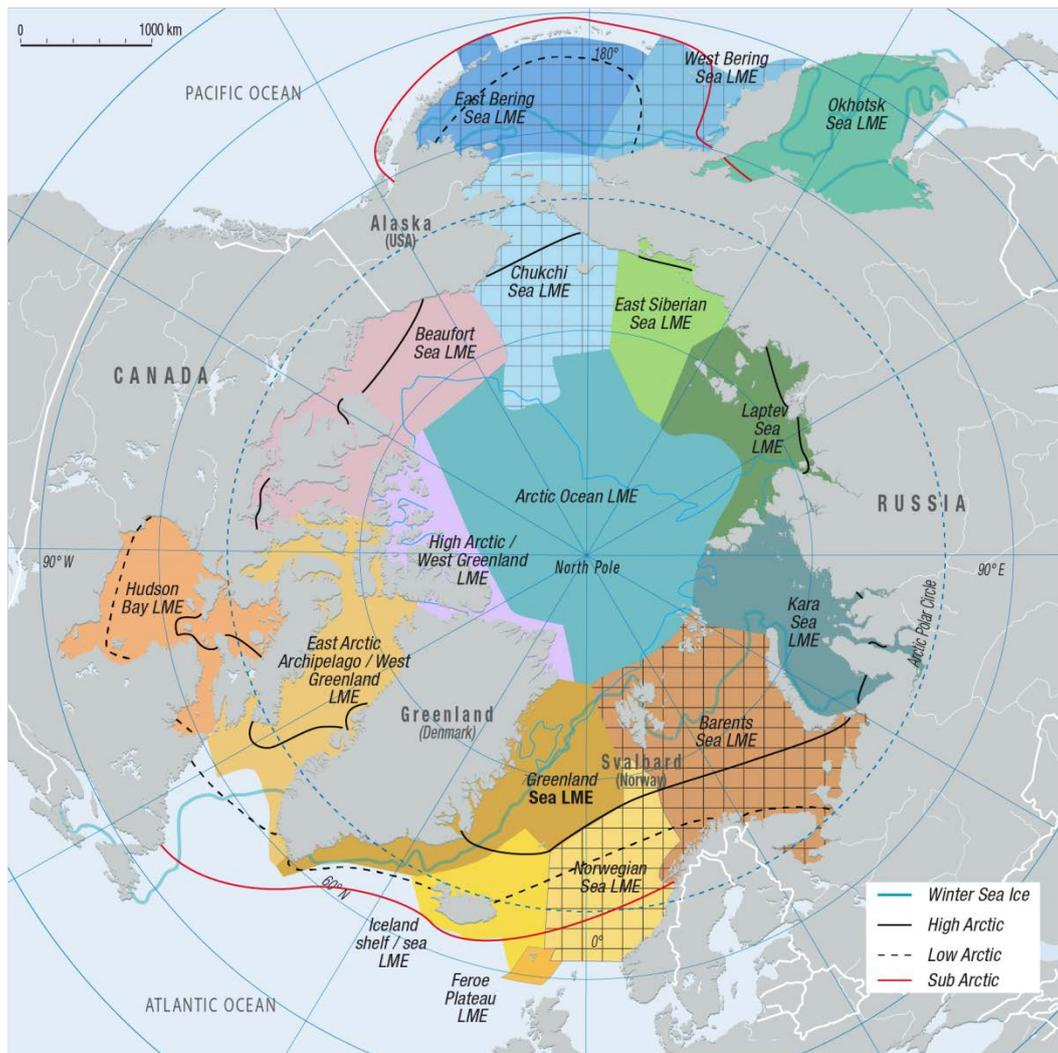 0
1000 km
PACIFIC OCEAN
180°
West Bering
Sea LME
East Bering
Sea LME
Okhotsk
Sea LME
Alaska
(USA)
Chukchi
Sea LME
East Siberian
Sea LME
Beaufort
Sea LME
CANADA
Laptev
Sea
LME
Arctic Ocean LME
RUSSIA
90° W
High Arctic /
West Greenland
LME
North Pole
90° E
Hudson
Bay LME
Kara
Sea
LME
Arctic Polar Circle
East Arctic
Archipelago / West
Greenland
LME
Greenland
(Denmark)
Barents
Sea LME
Svalbard
(Norway)
Greenland
Sea LME
Norwegian
Sea LME
60° N
Iceland
shelf / sea
LME
0°
Feroe
Plateau
LME
ATLANTIC OCEAN
Winter Sea Ice
High Arctic
Low Arctic
Sub Arctic